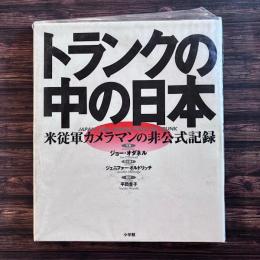 トランクの
中の日本
JAPAN
UNK
米従軍カメラマンの非公式記録
ジョー・オダネル
ジェニファー・オルドリッチ
平岡豊子
小学館